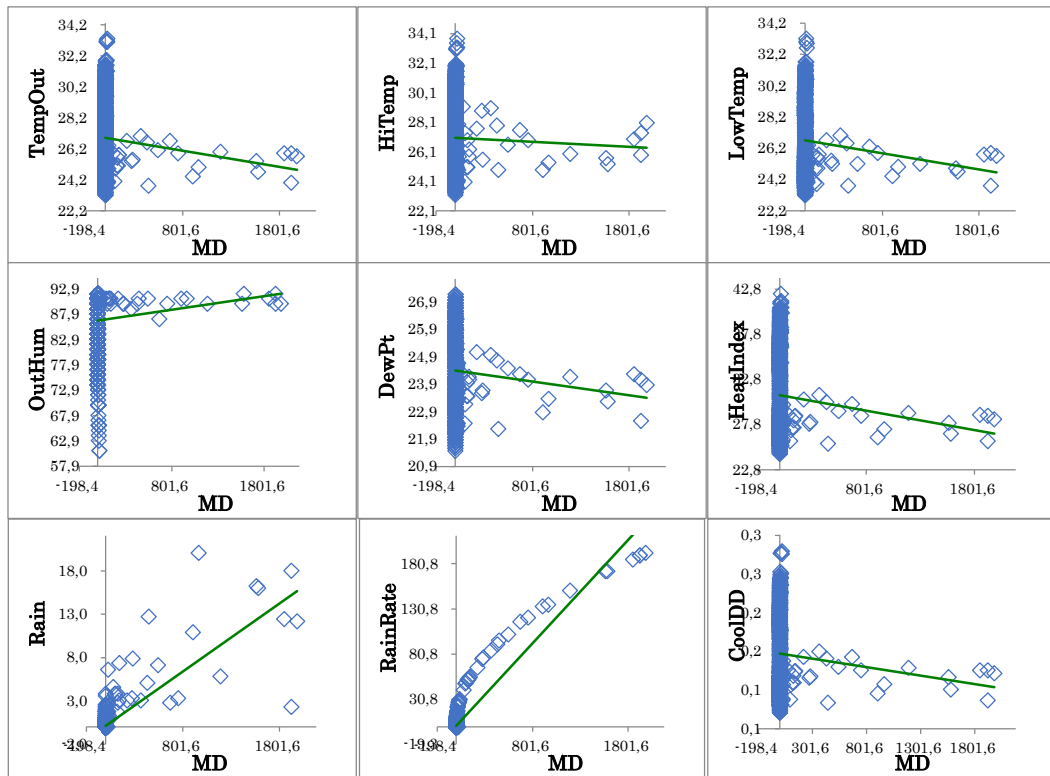 TempOut
34,2
32,2
30,2
28,2
26,2
24,2
22,2
-198,4 801,6 1801,6
MD
HiTemp
34,1
32,1
30,1
28,1
26,1
24,1
22,1
-198,4 801,6 1801,6
MD
LowTemp
34,2
32,2
30,2
28,2
26,2
24,2
22,2
-198,4 801,6 1801,6
MD
OutHum
92,9
87,9
82,9
77,9
72,9
67,9
62,9
57,9
-198,4 801,6 1801,6
MD
DewPt
26,9
25,9
24,9
23,9
22,9
21,9
20,9
-198,4 801,6 1801,6
MD
HeatIndex
42,8
37,8
32,8
27,8
22,8
-198,4 801,6 1801,6
MD
Rain
18,0
13,0
8,0
3,0
-198,4 801,6 1801,6
MD
RainRate
180,8
130,8
80,8
30,8
801,6 1801,6
MD
CoolDD
0,3
0,3
0,2
0,2
0,1
0,1
-198,4 301,6 801,6 1301,6 1801,6
MD